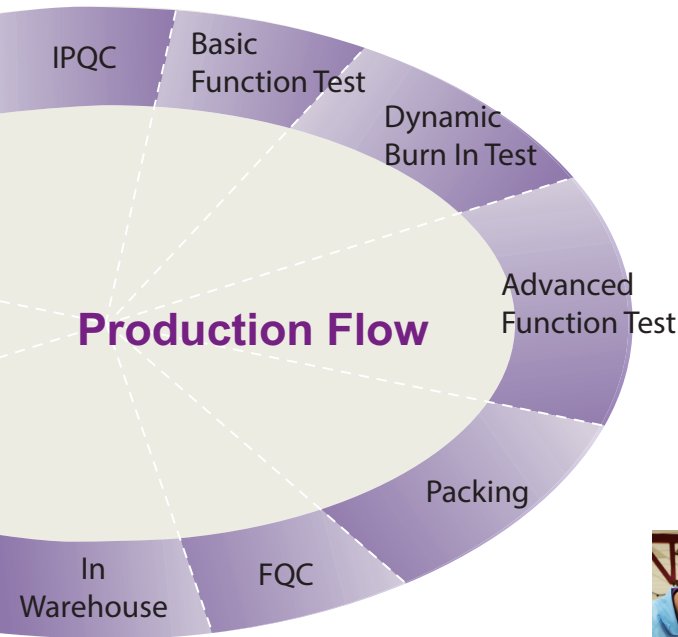 IPQC
Basic
Function Test
Dynamic
Burn In Test
Advanced
Function Test
Production Flow
Packing
FQC
In
Warehouse